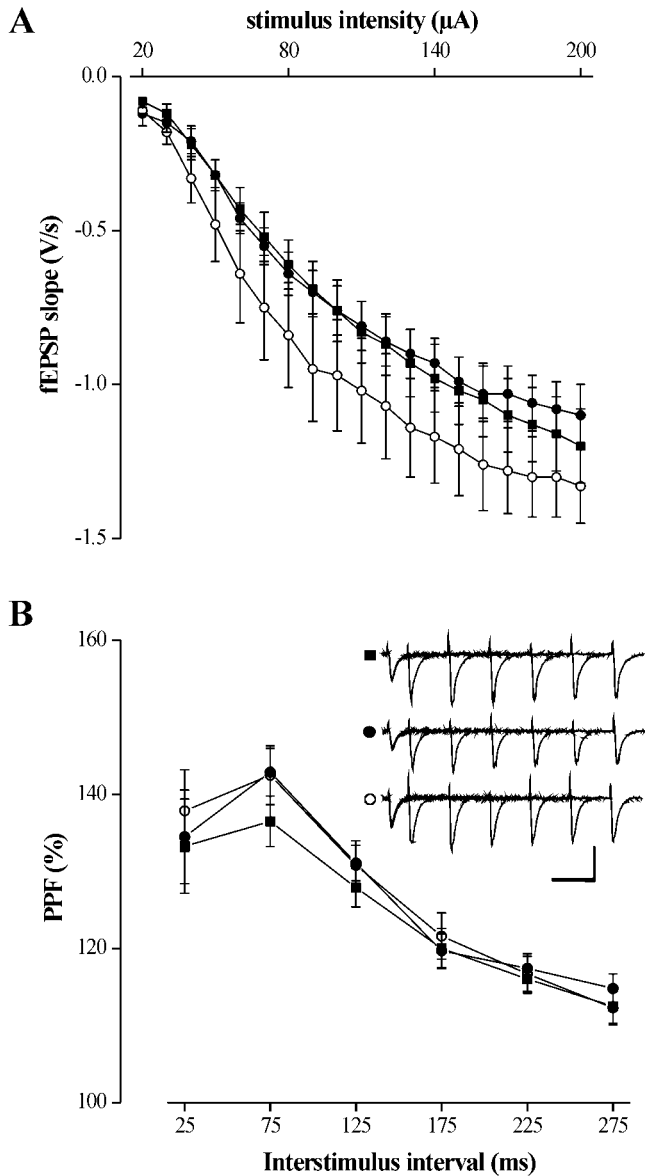 A
stimulus intensity (μA)
20 80 140 200
0.0
-0.5
-1.0
-1.5
fEPSP slope (V/s)
B
160
140
120
100
PPF (%)
25 75 125 175 225 275
Interstimulus interval (ms)